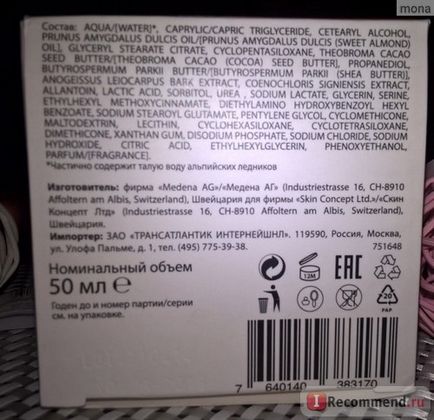 mona
Состав: AQUA/[WATER]*, CAPRYLIC/CAPRIC TRIGLYCERIDE, CETEARYL ALCOHOL,
PRUNUS AMYGDALUS DULCIS OIL/[PRUNUS AMYGDALUS DULCIS (SWEET ALMOND)
OIL], GLYCERYL STEARATE CITRATE, CYCLOPENTASILOXANE, THEOBROMA CACAO
SEED BUTTER/[THEOBROMA CACAO (COCOA) SEED BUTTER], PROPANEDIOL,
BUTYROSPERMUM PARKII BUTTER/[BUTYROSPERMUM PARKII (SHEA BUTTER)],
ANOGEISSUS LEIOCARPUS BARK EXTRACT, COENOCHLORIS SIGNIENSIS EXTRACT,
ALLANTOIN, LACTIC ACID, SORBITOL, UREA , SODIUM LACTATE, GLYCERIN, SERINE,
ETHYLHEXYL METHOXYCINNAMATE, DIETHYLAMINO HYDROXYBENZOYL HEXYL
BENZOATE, SODIUM STEAROYL GLUTAMATE, PENTYLENE GLYCOL, CYCLOMETHICONE,
MALTODEXTRIN, LECITHIN, CYCLOHEXASILOXANE, CYCLOTETRASILOXANE,
DIMETHICONE, XANTHAN GUM, DISODIUM PHOSPHATE, ALUMINUM CHLORIDE, SODIUM
HYDROXIDE, CITRIC ACID, ETHYLHEXYLGLYCERIN, PHENOXYETHANOL,
PARFUM/[FRAGRANCE].
*Частично содержит талую воду альпийских ледников
Изготовитель: фирма «Medena AG»/«Медена АГ» (Industriestrasse 16, CH-8910
Affoltern am Albis, Switzerland), Швейцария для фирмы «Skin Concept Ltd.»/«Скин
Концепт Лтд» (Industriestrasse 16, CH-8910 Affoltern am Albis, Switzerland),
Швейцария.
Импортер: ЗАО «ТРАНСАТЛАНТИК ИНТЕРНЕЙШНЛ». 119590, Россия, Москва,
ул. Улофа Пальме, д. 1, тел. (495) 775-39-38.
751648
Номинальный объем
50 мл e
12M
EAC
Годен до и номер партии/серии
см. на упаковке.
20
PAP
7 640140 383170
I Recommend.ru